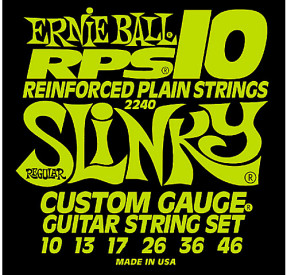 ERNIE BALL®
RPS® 10
REINFORCED PLAIN STRINGS
2240
REGULAR SLINKY®
CUSTOM GAUGE®
GUITAR STRING SET
10 13 17 26 36 46
MADE IN USA